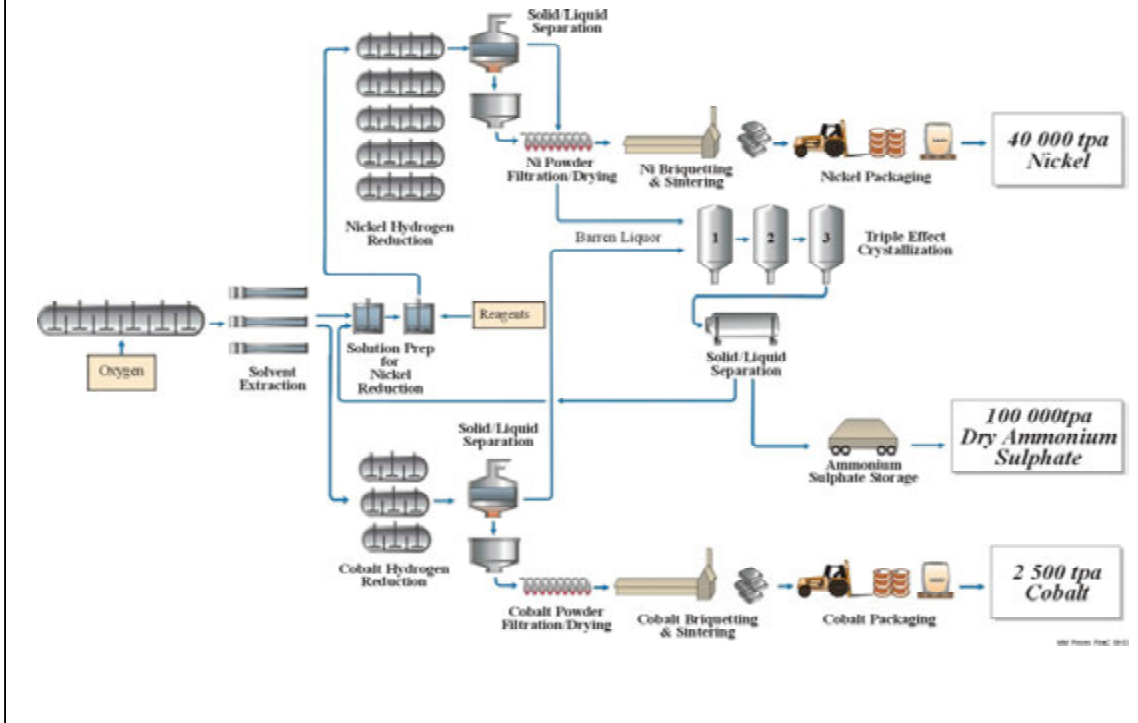 Solid/Liquid
Separation
Ni Powder
Filtration/Drying
Ni Briquetting
& Sintering
Nickel Packaging
40 000 tpa
Nickel
Nickel Hydrogen
Reduction
Barren Liquor
1
2
3
Triple Effect
Crystallization
Oxygen
Solvent
Extraction
Solution Prep
for
Nickel
Reduction
Reagents
Solid/Liquid
Separation
Solid/Liquid
Separation
Ammonium
Sulphate Storage
100 000tpa
Dry Ammonium
Sulphate
Cobalt Hydrogen
Reduction
Cobalt Powder
Filtration/Drying
Cobalt Briquetting
& Sintering
Cobalt Packaging
2 500 tpa
Cobalt